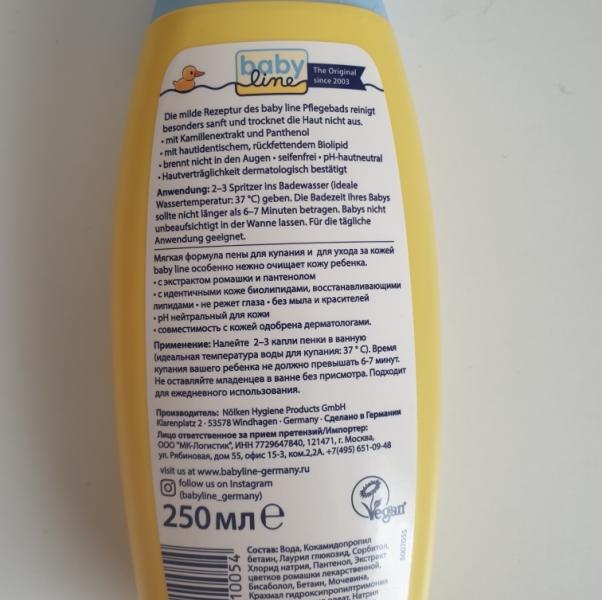 baby
line
The Original
since 2003
Die milde Rezeptur des baby line Pflegebads reinigt
besonders sanft und trocknet die Haut nicht aus.
• mit Kamillenextrakt und Panthenol
• mit hautidentischem, rückfettendem Biolipid
• brennt nicht in den Augen • seifenfrei • pH-hautneutral
• Hautverträglichkeit dermatologisch bestätigt
Anwendung: 2–3 Spritzer ins Badewasser (ideale
Wassertemperatur: 37 °C) geben. Die Badezeit Ihres Babys
sollte nicht länger als 6–7 Minuten betragen. Babys nicht
unbeaufsichtigt in der Wanne lassen. Für die tägliche
Anwendung geeignet.
Мягкая формула пены для купания и для ухода за кожей
baby line особенно нежно очищает кожу ребенка.
• с экстрактом ромашки и пантенолом
• с идентичными коже биолипидами, восстанавливающими
липидами • не режет глаза • без мыла и красителей
• pH нейтральный для кожи
• совместимость с кожей одобрена дерматологами.
Применение: Налейте 2–3 капли пенки в ванную
(идеальная температура воды для купания: 37 ° C). Время
купания вашего ребенка не должно превышать 6-7 минут.
Не оставляйте младенцев в ванне без присмотра. Подходит
для ежедневного использования.
Производитель: Nölken Hygiene Products GmbH
Klarenplatz 2 · 53578 Windhagen · Germany · Сделано в Германии
Лицо ответственное за прием претензий/Импортер:
ООО "МК-Логистик", ИНН 7729647840, 121471, г. Москва,
ул. Рябиновая, дом 55, офис 15-3, ком.2,2А. +7(495) 651-09-48
visit us at www.babyline-germany.ru
follow us on Instagram
(babyline_germany)
Vegan
250 мл e
10054
Состав: Вода, Кокамидопропил
бетаин, Лаурил глюкозид, Сорбитол,
Хлорид натрия, Пантенол, Экстракт
цветков ромашки лекарственной,
Бисаболол, Бетаин, Мочевина,
Крахмал гидроксипропилтримония
Натрия